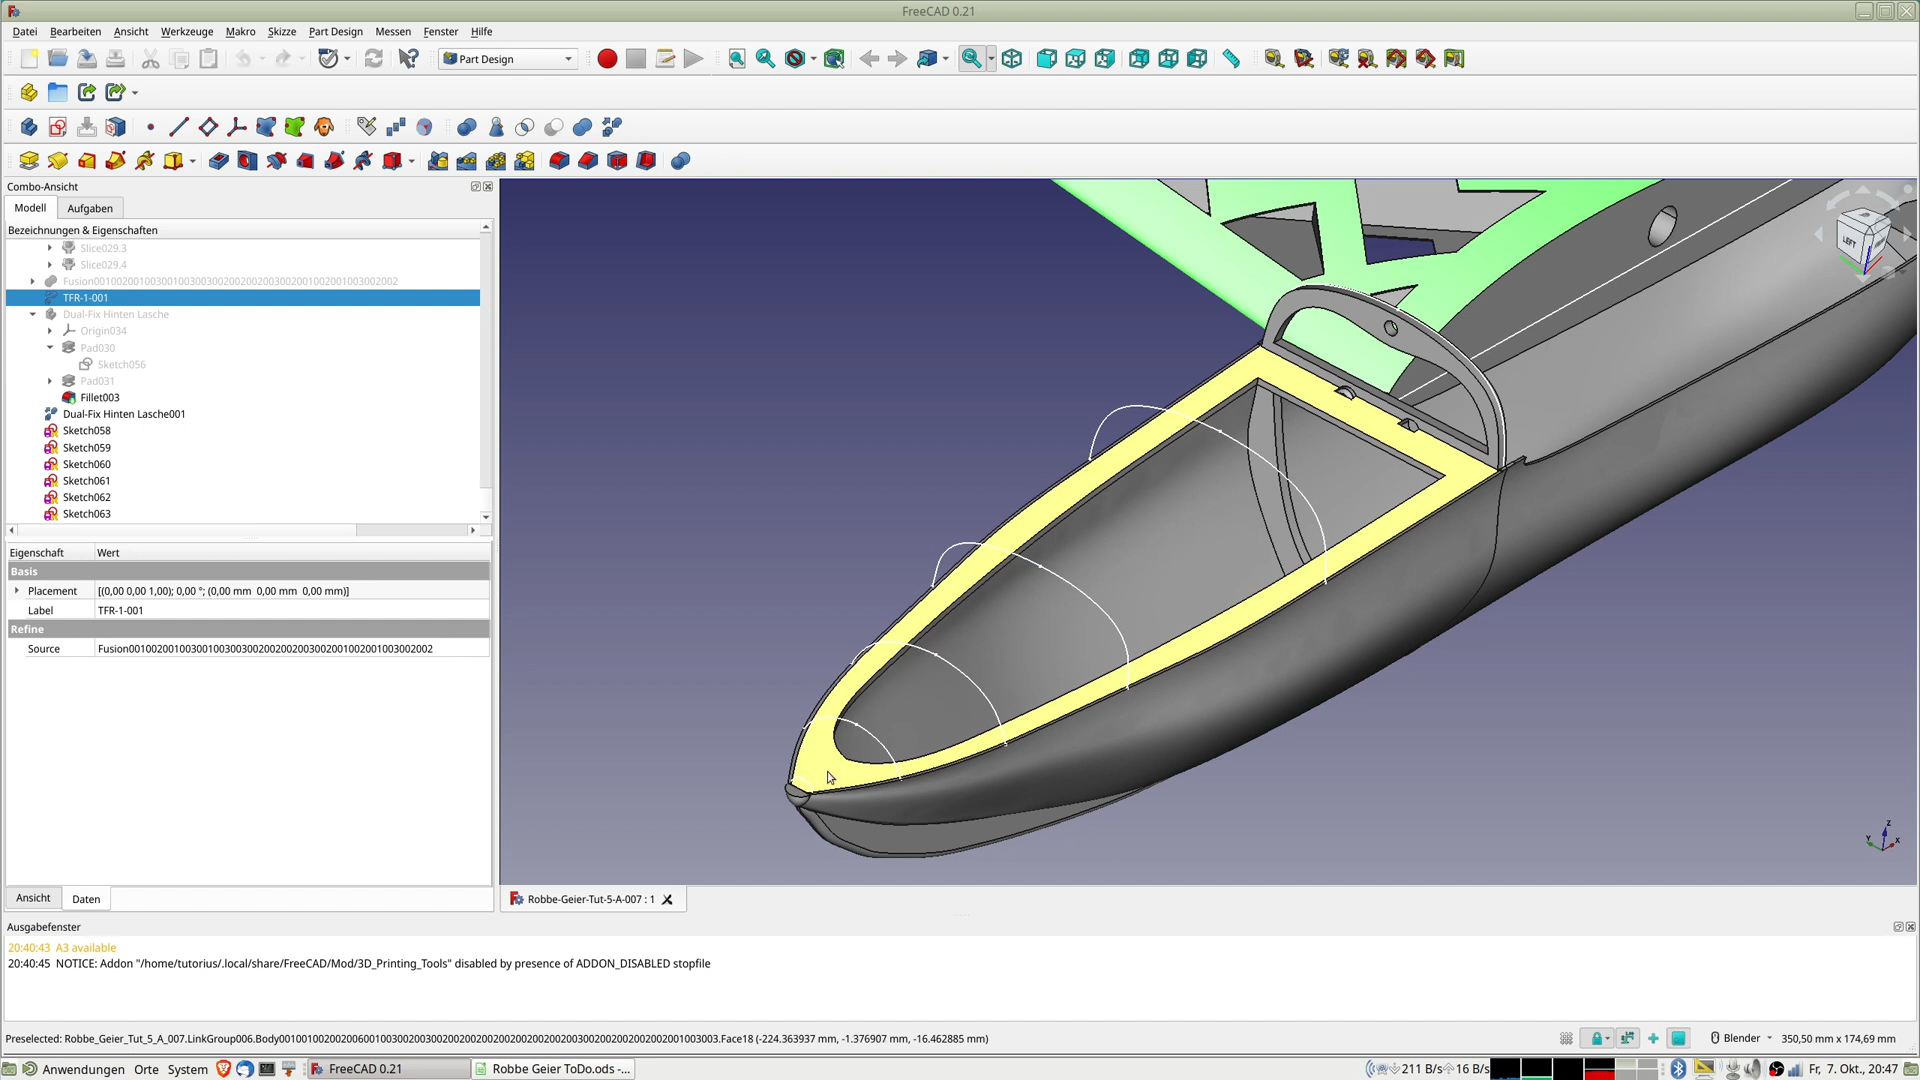 FreeCAD 0.21
Datei Bearbeiten Ansicht Werkzeuge Makro Skizze Part Design Messen Fenster Hilfe
Part Design
Combo-Ansicht
Modell Aufgaben
Bezeichnungen & Eigenschaften
Slice029.3
Slice029.4
TFR-1-001
Dual-Fix Hinten Lasche
Origin034
Pad030
Sketch056
Pad031
Fillet003
Dual-Fix Hinten Lasche001
Sketch058
Sketch059
Sketch060
Sketch061
Sketch062
Sketch063
Eigenschaft Wert
Basis
Placement [(0,00 0,00 1,00); 0,00 °; (0,00 mm 0,00 mm 0,00 mm)]
Label TFR-1-001
Refine
Source
LEFT
Z
Y X
Ansicht Daten
Robbe-Geier-Tut-5-A-007 : 1
Ausgabefenster
20:40:43 A3 available
20:40:45 NOTICE: Addon "/home/tutorius/.local/share/FreeCAD/Mod/3D_Printing_Tools" disabled by presence of ADDON_DISABLED stopfile
Preselected: (-224.363937 mm, -1.376907 mm, -16.462885 mm)
Blender 350,50 mm x 174,69 mm
Anwendungen Orte System FreeCAD 0.21 Robbe Geier ToDo.ods -... 211 B/s 16 B/s Fr, 7. Okt., 20:47